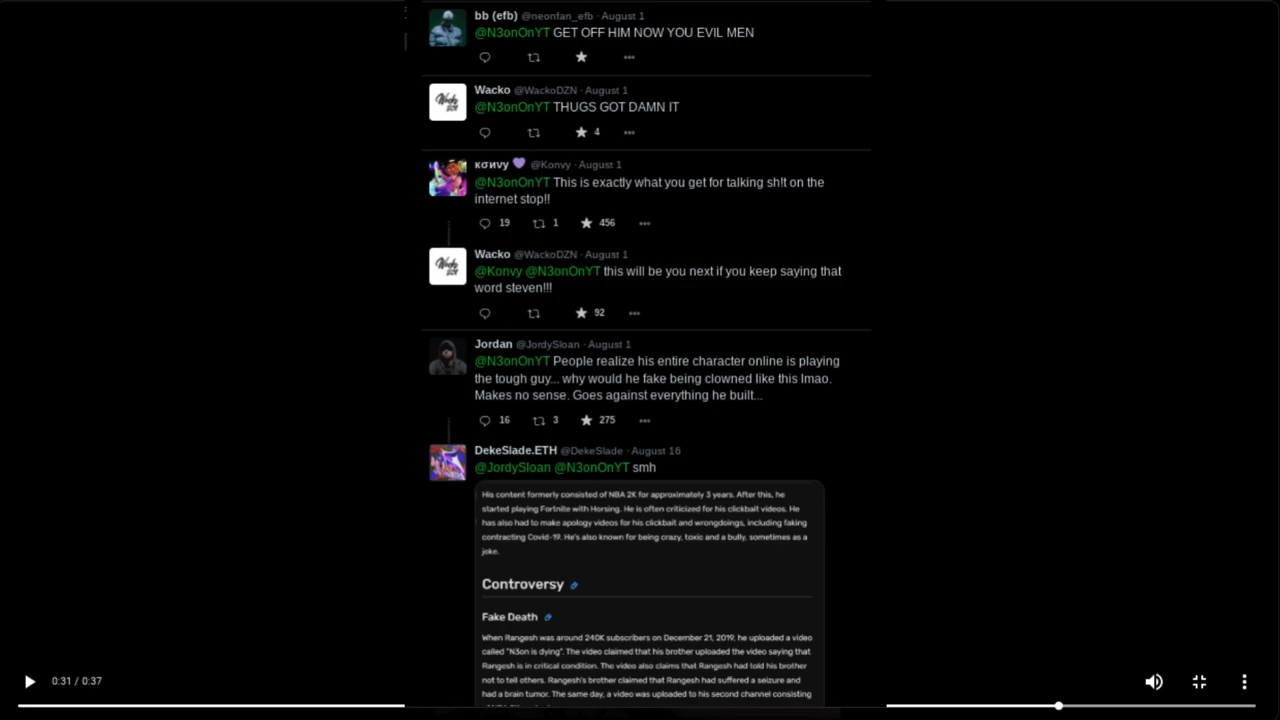 bb (efb) @neonfan_efb · August 1
@N3onOnYT GET OFF HIM NOW YOU EVIL MEN
Wacko @WackoDZN · August 1
@N3onOnYT THUGS GOT DAMN IT
4
кσиvy 💜 @Konvy · August 1
@N3onOnYT This is exactly what you get for talking sh!t on the
internet stop!!
19 1 456
Wacko @WackoDZN · August 1
@Konvy @N3onOnYT this will be you next if you keep saying that
word steven!!!
92
Jordan @JordySloan · August 1
@N3onOnYT People realize his entire character online is playing
the tough guy... why would he fake being clowned like this lmao.
Makes no sense. Goes against everything he built...
16 3 275
DekeSlade.ETH @DekeSlade · August 16
@JordySloan @N3onOnYT smh
His content formerly consisted of NBA 2K for approximately 3 years. After this, he
started playing Fortnite with Horsing. He is often criticized for his clickbait videos. He
has also had to make apology videos for his clickbait and wrongdoings, including faking
contracting Covid-19. He's also known for being crazy, toxic and a bully, sometimes as a
joke.
Controversy
Fake Death
When Rangesh was around 240K subscribers on December 21, 2019, he uploaded a video
called "N3on is dying". The video claimed that his brother uploaded the video saying that
Rangesh is in critical condition. The video also claims that Rangesh had told his brother
not to tell others. Rangesh's brother claimed that Rangesh had suffered a seizure and
had a brain tumor. The same day, a video was uploaded to his second channel consisting
0:31 / 0:37